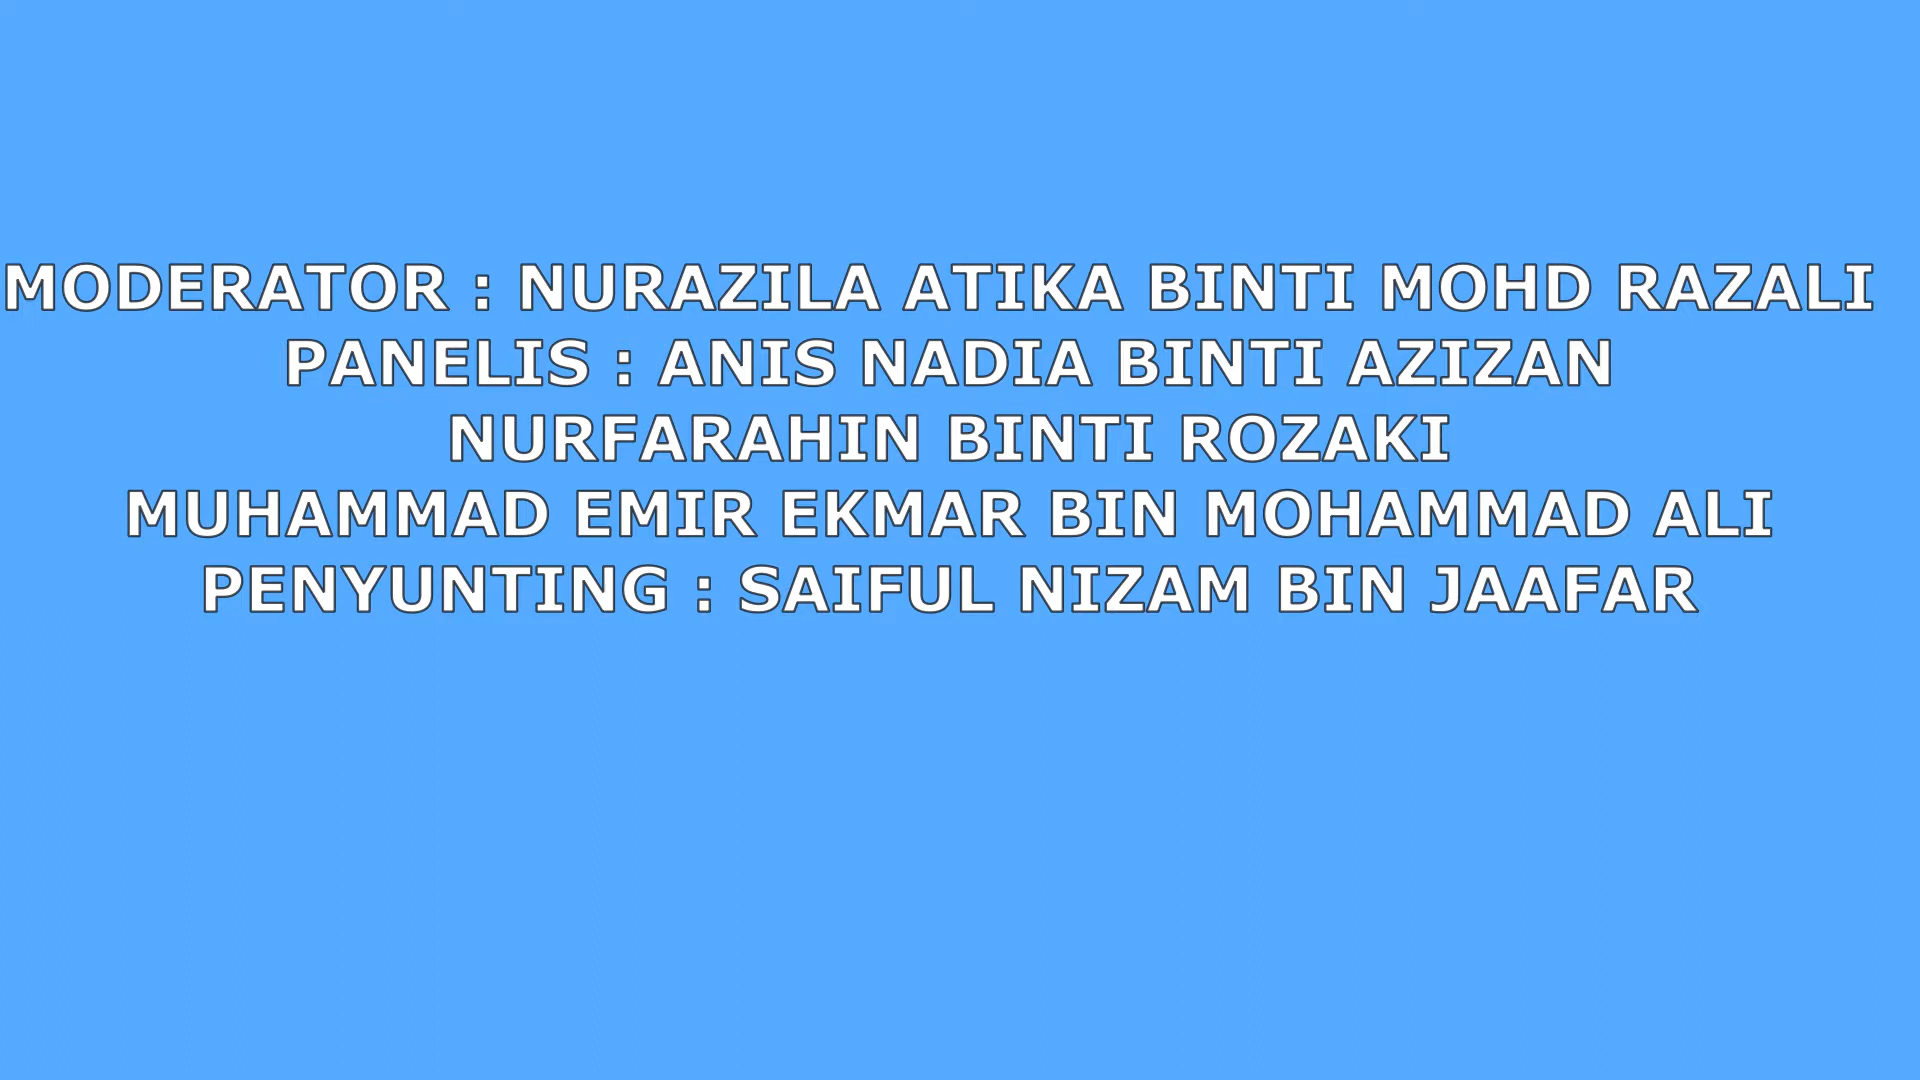 MODERATOR : NURAZILA ATIKA BINTI MOHD RAZALI
PANELIS : ANIS NADIA BINTI AZIZAN
NURFARAHIN BINTI ROZAKI
MUHAMMAD EMIR EKMAR BIN MOHAMMAD ALI
PENYUNTING : SAIFUL NIZAM BIN JAAFAR